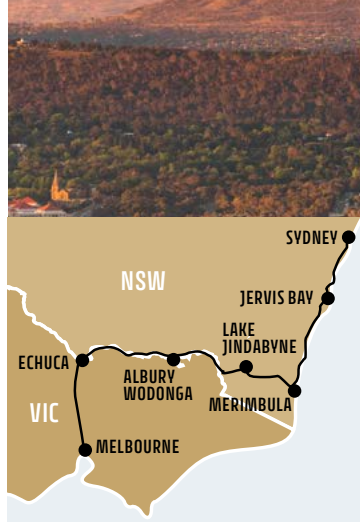 SYDNEY
NSW
JERVIS BAY
LAKE
JINDABYNE
ECHUCA
ALBURY
WODONGA
MERIMBULA
VIC
MELBOURNE